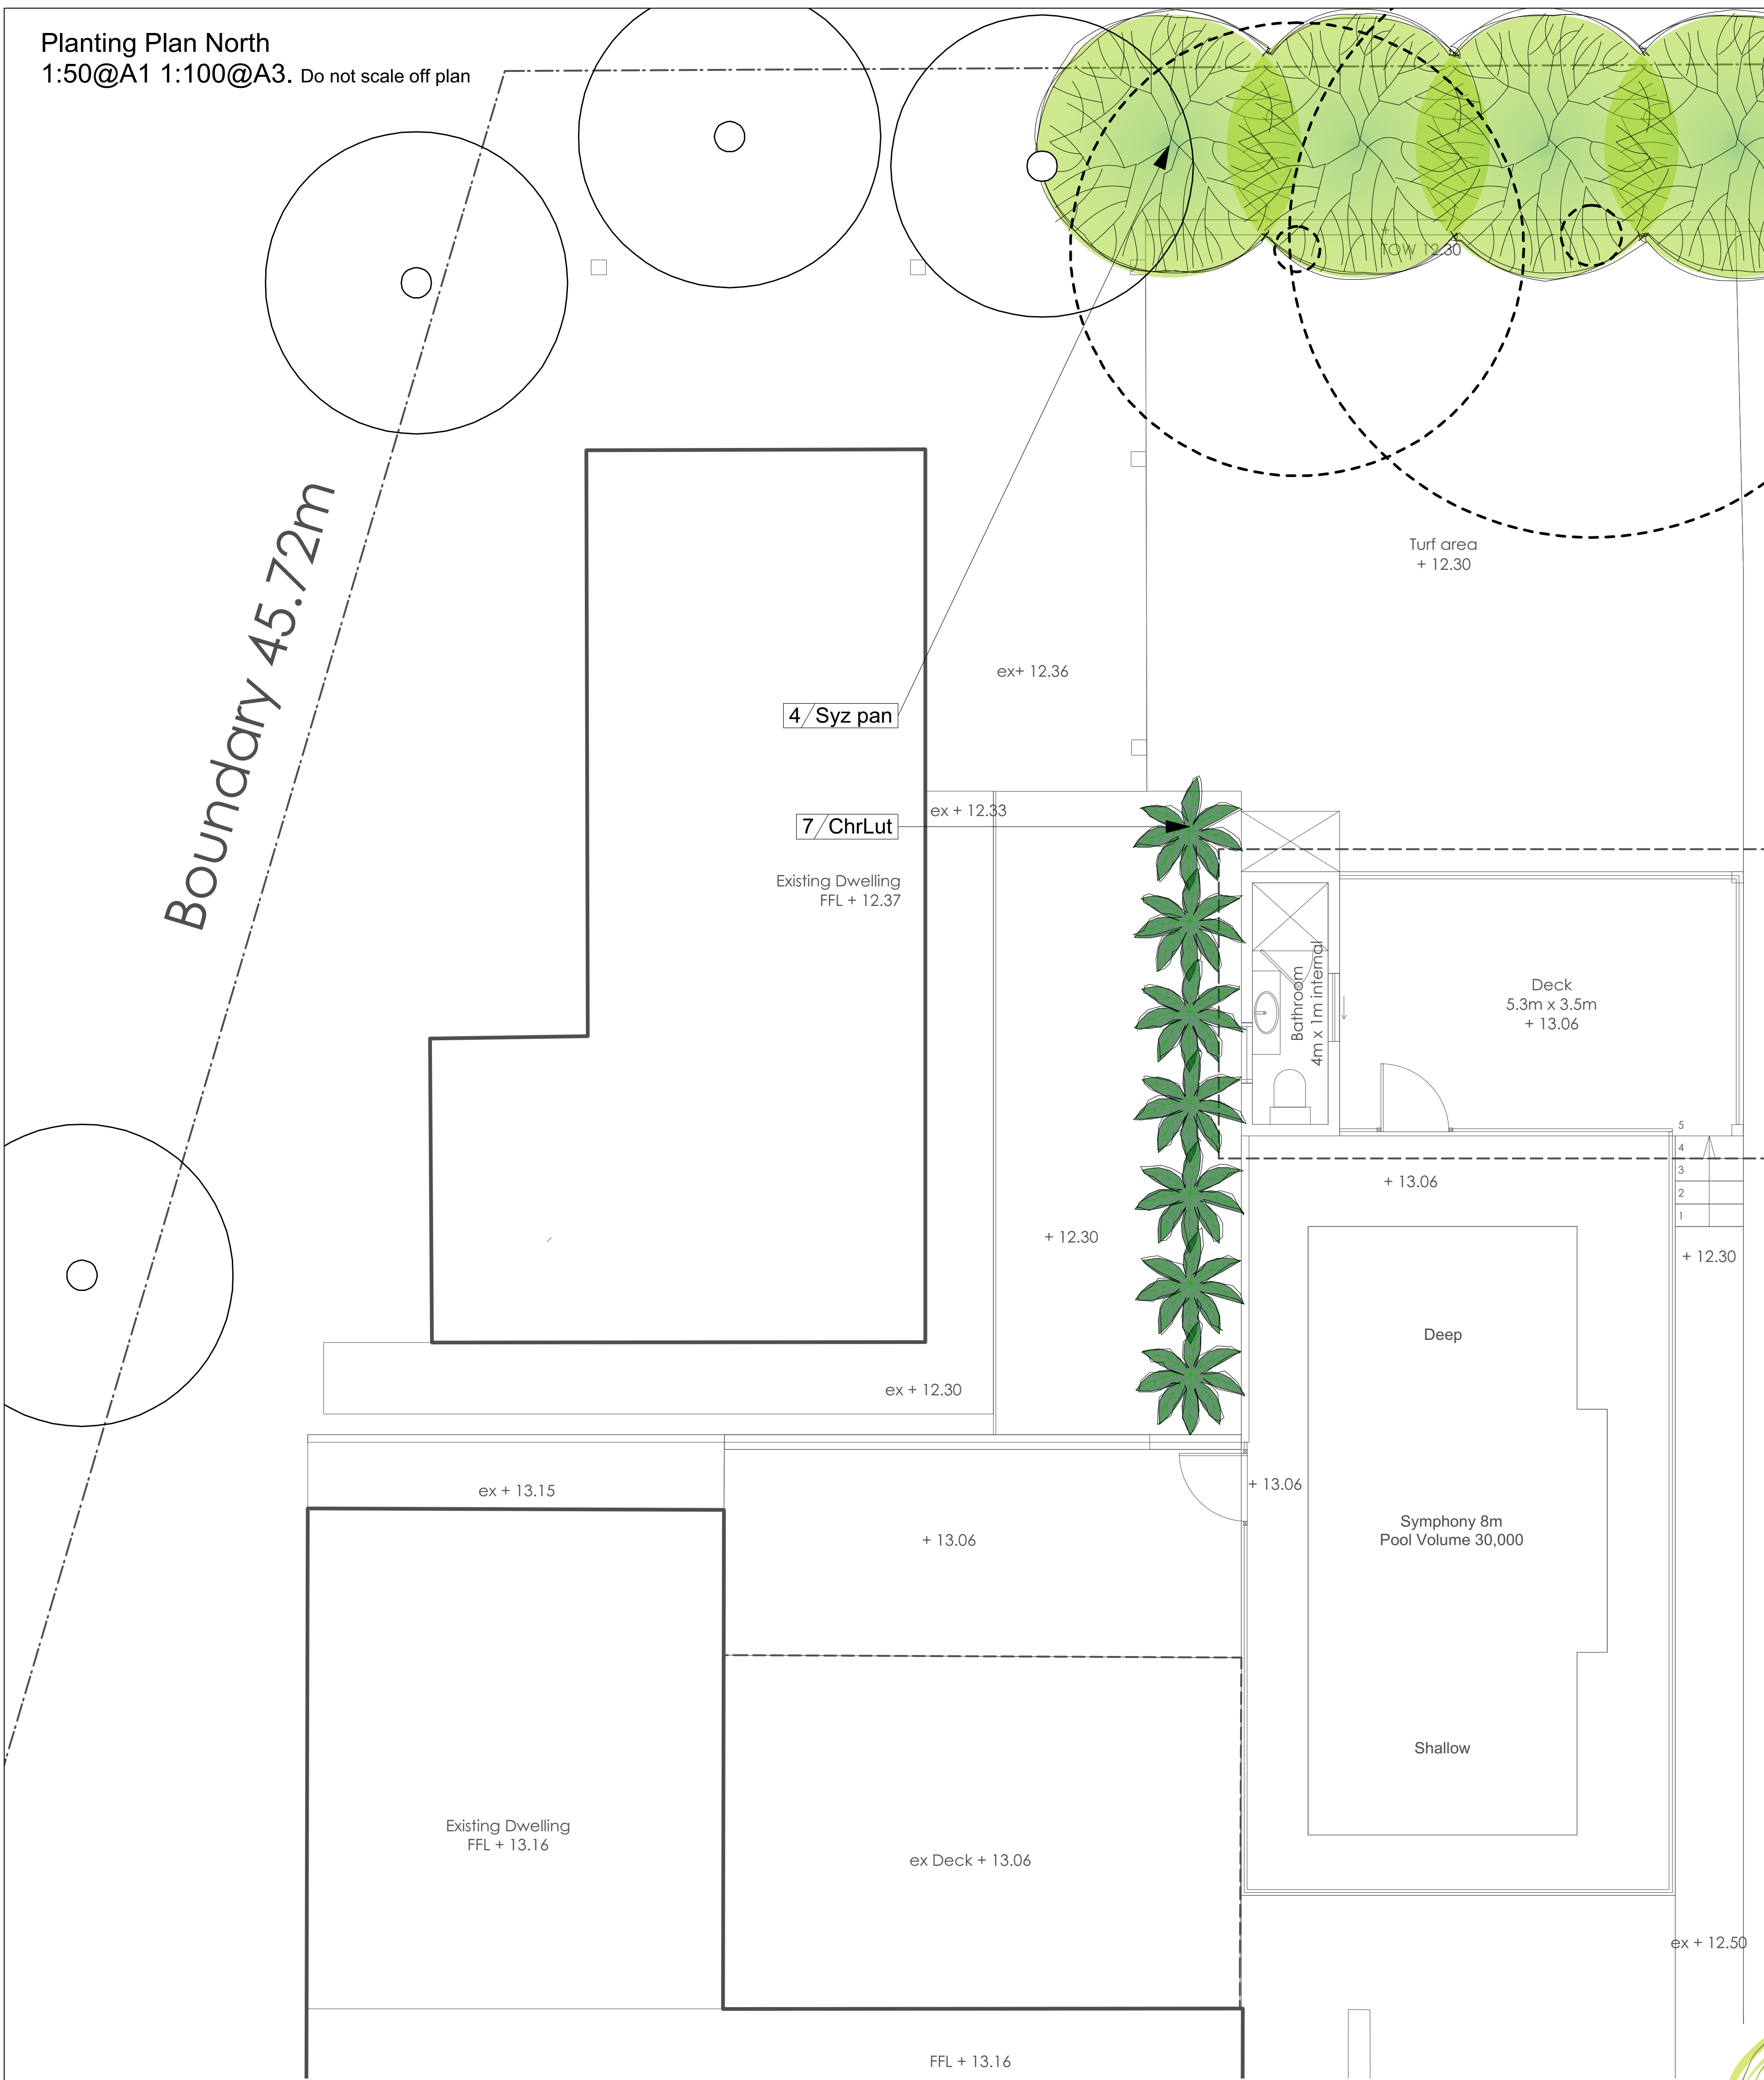 Planting Plan North
1:50@A1 1:100@A3. Do not scale off plan
+
TOW 12.30
Boundary 45.72m
Turf area
+ 12.30
ex+ 12.36
4/Syz pan
ex + 12.33
7/ChrLut
Existing Dwelling
FFL + 12.37
Bathroom
4m x 1m internal
Deck
5.3m x 3.5m
+ 13.06
5
4
3
2
1
+ 13.06
+ 12.30
+ 12.30
Deep
ex + 12.30
ex + 13.15
+ 13.06
+ 13.06
Symphony 8m
Pool Volume 30,000
Shallow
Existing Dwelling
FFL + 13.16
ex Deck + 13.06
ex + 12.50
FFL + 13.16